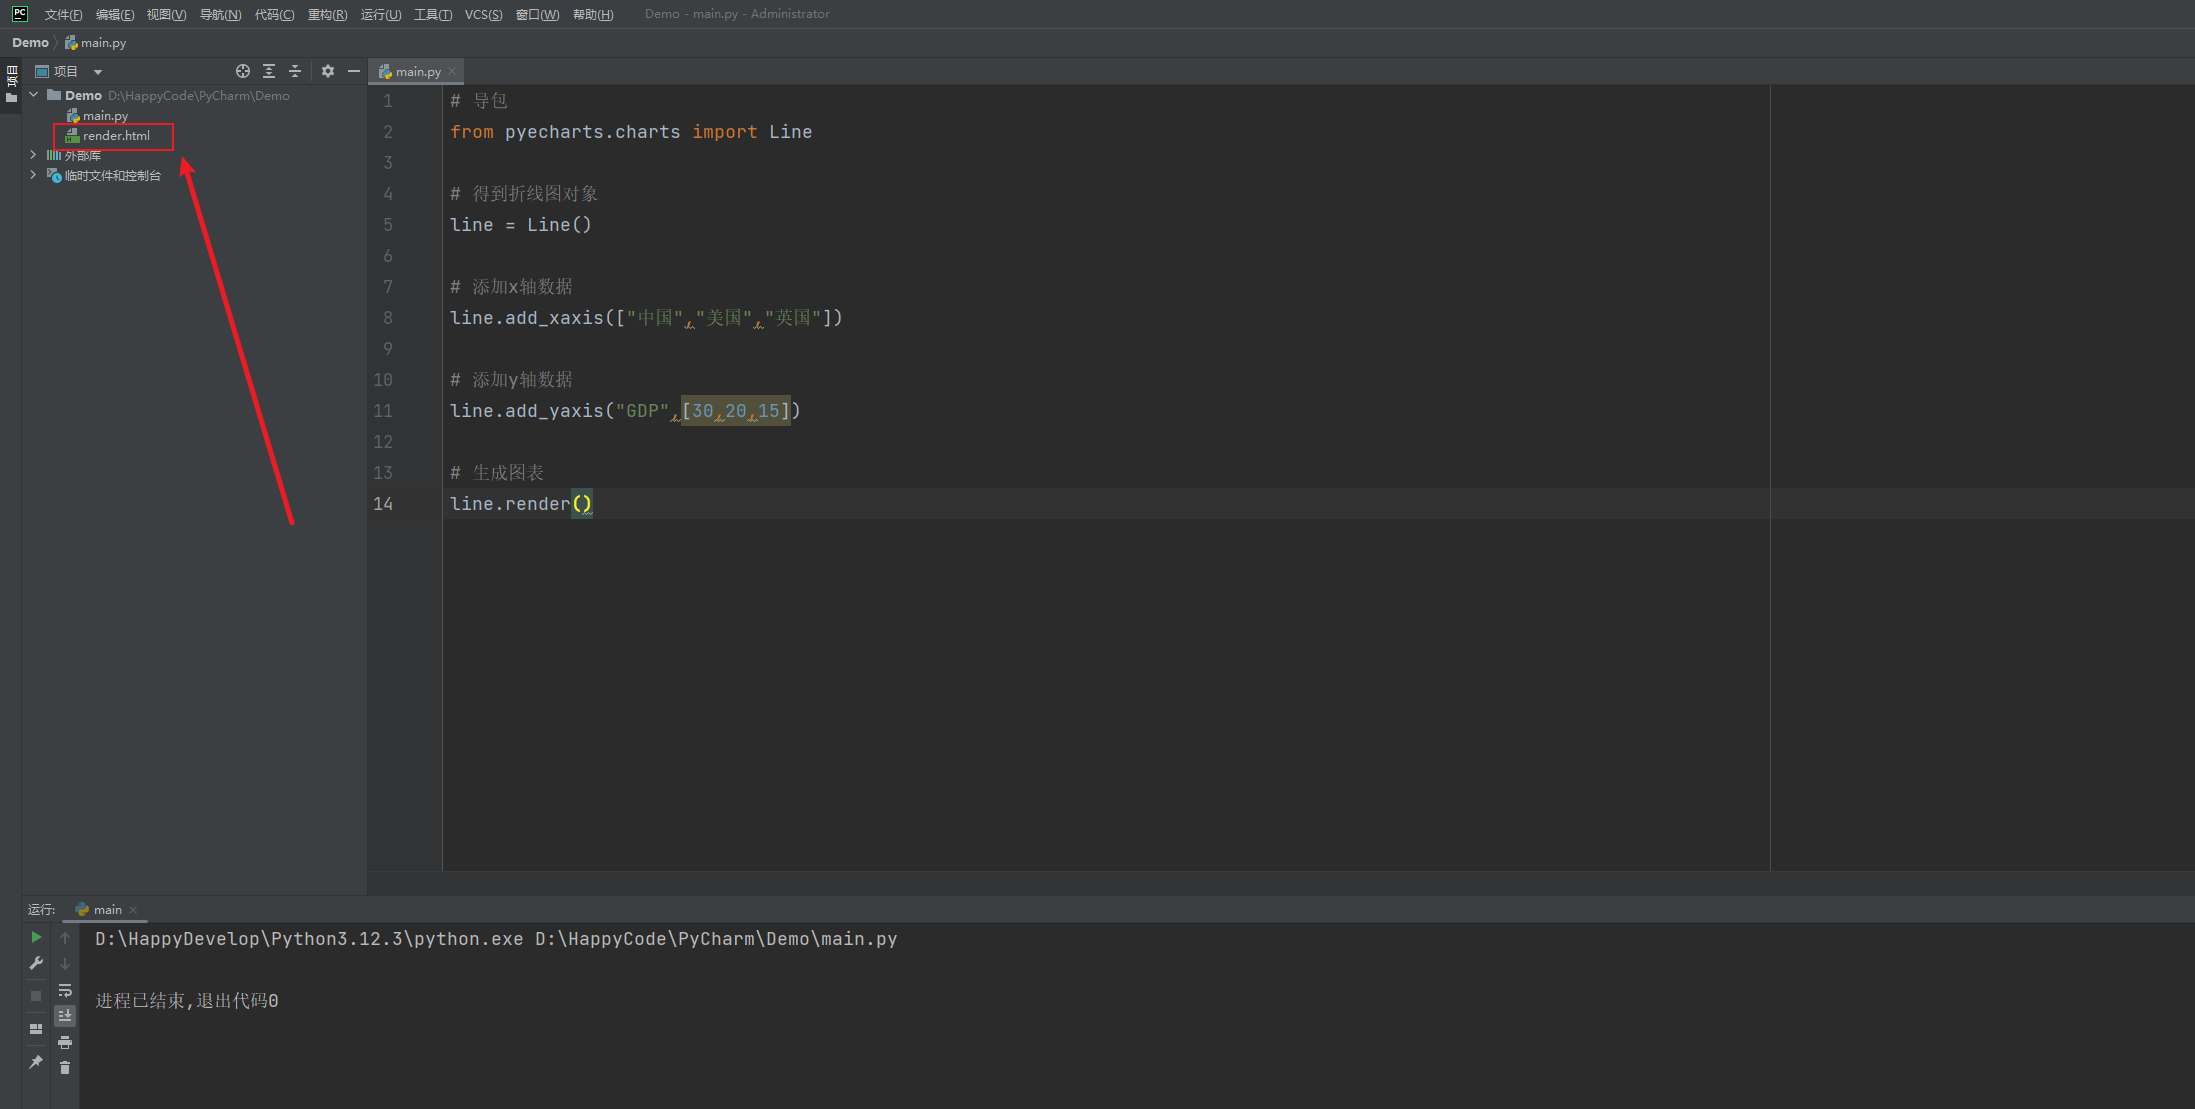 PC 文件(F) 编辑(E) 视图(V) 导航(N) 代码(C) 重构(R) 运行(U) 工具(T) VCS(S) 窗口(W) 帮助(H) Demo - main.py - Administrator
Demo main.py
项目
项目
main.py
Demo D:\HappyCode\PyCharm\Demo
main.py
render.html
外部库
临时文件和控制台
1 # 导包
2 from pyecharts.charts import Line
3
4 # 得到折线图对象
5 line = Line()
6
7 # 添加x轴数据
8 line.add_xaxis(["中国","美国","英国"])
9
10 # 添加y轴数据
11 line.add_yaxis("GDP",[30,20,15])
12
13 # 生成图表
14 line.render()
运行: main
D:\HappyDevelop\Python3.12.3\python.exe D:\HappyCode\PyCharm\Demo\main.py
进程已结束,退出代码0